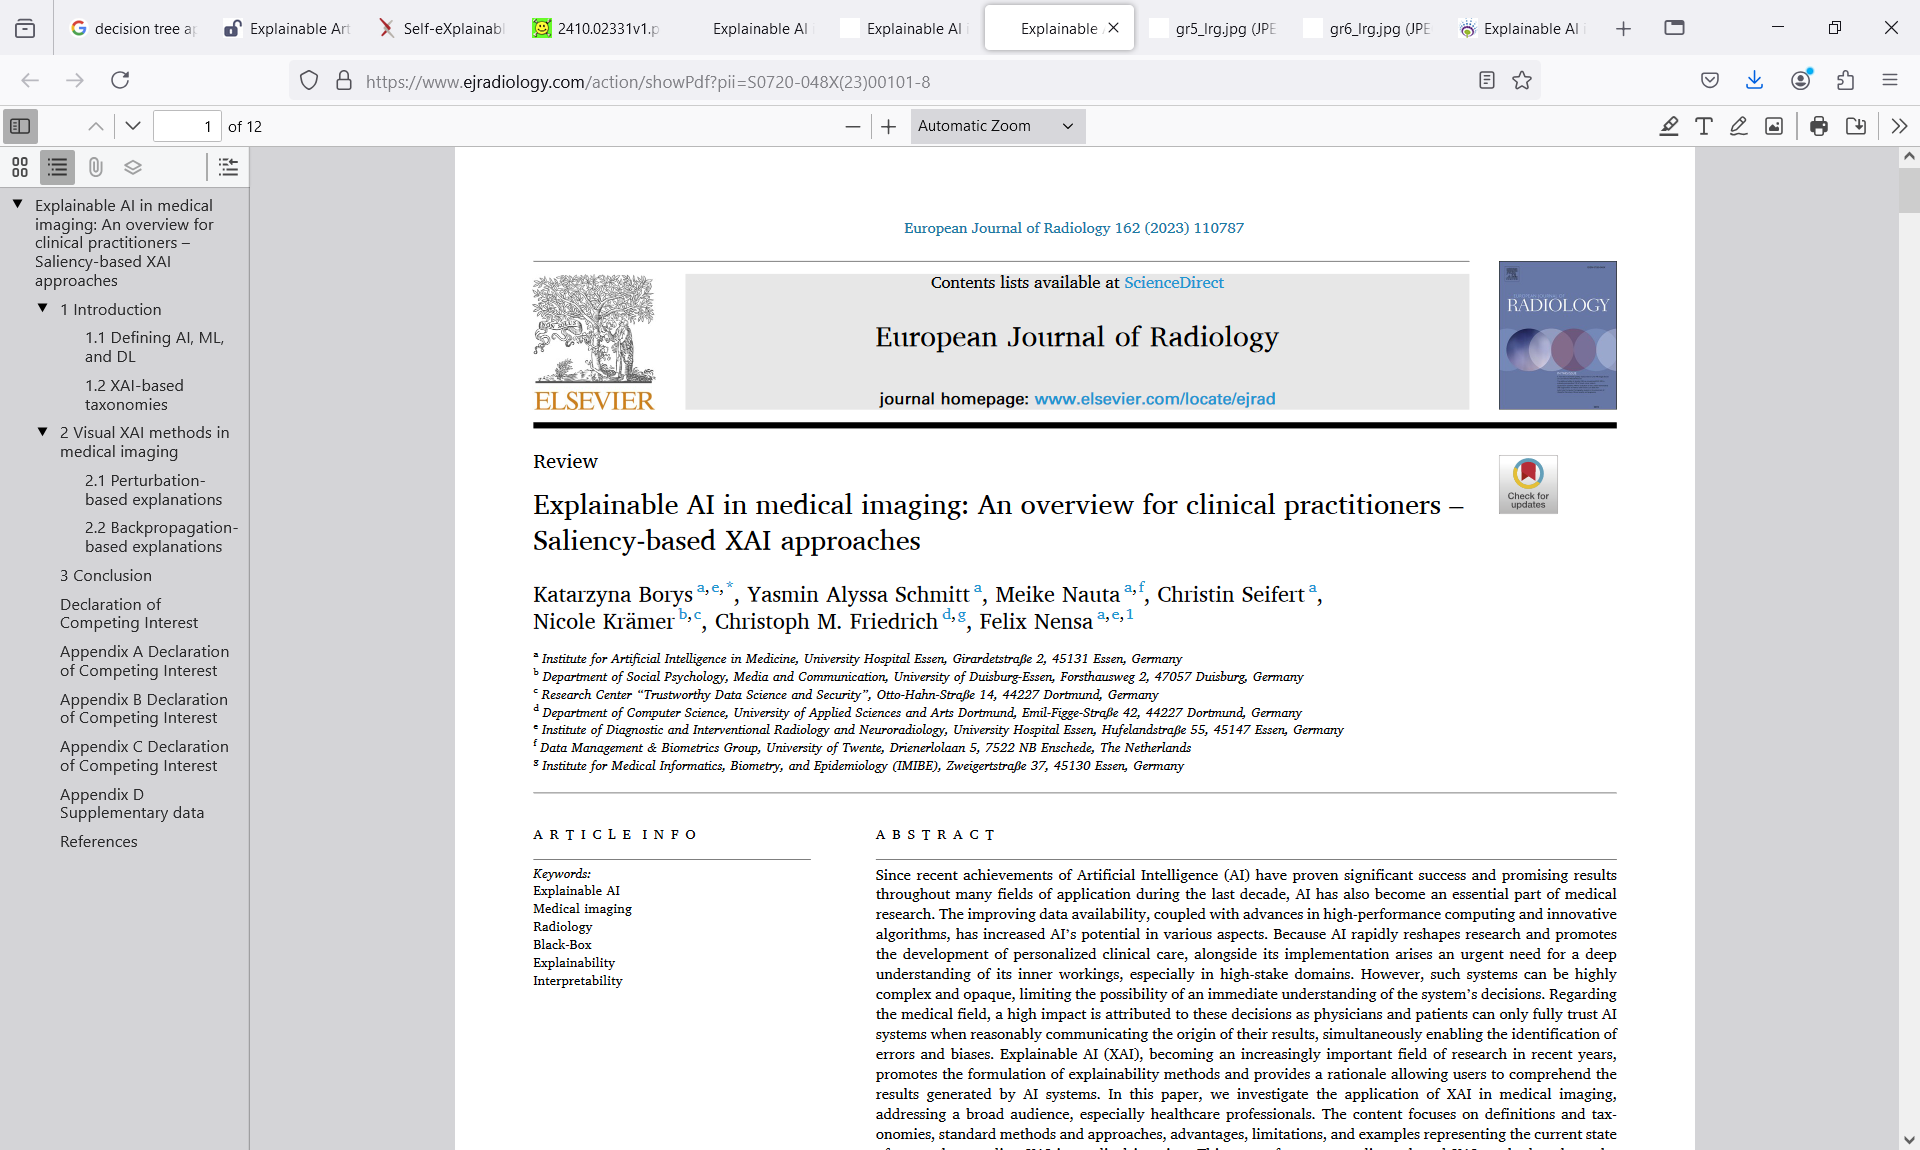 decision tree a
Explainable Art
Self-eXplainabl
2410.02331v1.p
Explainable AI i
Explainable AI i
Explainable
gr5_lrg.jpg (JPE
gr6_lrg.jpg (JPE
Explainable AI i
https://www.ejradiology.com/action/showPdf?pii=S0720-048X(23)00101-8
1 of 12
Automatic Zoom
Explainable AI in medical
imaging: An overview for
clinical practitioners –
Saliency-based XAI
approaches
1 Introduction
1.1 Defining AI, ML,
and DL
1.2 XAI-based
taxonomies
2 Visual XAI methods in
medical imaging
2.1 Perturbation-
based explanations
2.2 Backpropagation-
based explanations
3 Conclusion
Declaration of
Competing Interest
Appendix A Declaration
of Competing Interest
Appendix B Declaration
of Competing Interest
Appendix C Declaration
of Competing Interest
Appendix D
Supplementary data
References
European Journal of Radiology 162 (2023) 110787
ELSEVIER
Contents lists available at ScienceDirect
European Journal of Radiology
journal homepage: www.elsevier.com/locate/ejrad
RADIOLOGY
Review
Check for
updates
Explainable AI in medical imaging: An overview for clinical practitioners –
Saliency-based XAI approaches
Katarzyna Borys a,e,*, Yasmin Alyssa Schmitt a, Meike Nauta a,f, Christin Seifert a,
Nicole Krämer b,c, Christoph M. Friedrich d,g, Felix Nensa a,e,1
a Institute for Artificial Intelligence in Medicine, University Hospital Essen, Girardetstraße 2, 45131 Essen, Germany
b Department of Social Psychology, Media and Communication, University of Duisburg-Essen, Forsthausweg 2, 47057 Duisburg, Germany
c Research Center “Trustworthy Data Science and Security”, Otto-Hahn-Straße 14, 44227 Dortmund, Germany
d Department of Computer Science, University of Applied Sciences and Arts Dortmund, Emil-Figge-Straße 42, 44227 Dortmund, Germany
e Institute of Diagnostic and Interventional Radiology and Neuroradiology, University Hospital Essen, Hufelandstraße 55, 45147 Essen, Germany
f Data Management & Biometrics Group, University of Twente, Drienerlolaan 5, 7522 NB Enschede, The Netherlands
g Institute for Medical Informatics, Biometry, and Epidemiology (IMIBE), Zweigertstraße 37, 45130 Essen, Germany
ARTICLE INFO
Keywords:
Explainable AI
Medical imaging
Radiology
Black-Box
Explainability
Interpretability
ABSTRACT
Since recent achievements of Artificial Intelligence (AI) have proven significant success and promising results
throughout many fields of application during the last decade, AI has also become an essential part of medical
research. The improving data availability, coupled with advances in high-performance computing and innovative
algorithms, has increased AI’s potential in various aspects. Because AI rapidly reshapes research and promotes
the development of personalized clinical care, alongside its implementation arises an urgent need for a deep
understanding of its inner workings, especially in high-stake domains. However, such systems can be highly
complex and opaque, limiting the possibility of an immediate understanding of the system’s decisions. Regarding
the medical field, a high impact is attributed to these decisions as physicians and patients can only fully trust AI
systems when reasonably communicating the origin of their results, simultaneously enabling the identification of
errors and biases. Explainable AI (XAI), becoming an increasingly important field of research in recent years,
promotes the formulation of explainability methods and provides a rationale allowing users to comprehend the
results generated by AI systems. In this paper, we investigate the application of XAI in medical imaging,
addressing a broad audience, especially healthcare professionals. The content focuses on definitions and tax-
onomies, standard methods and approaches, advantages, limitations, and examples representing the current state